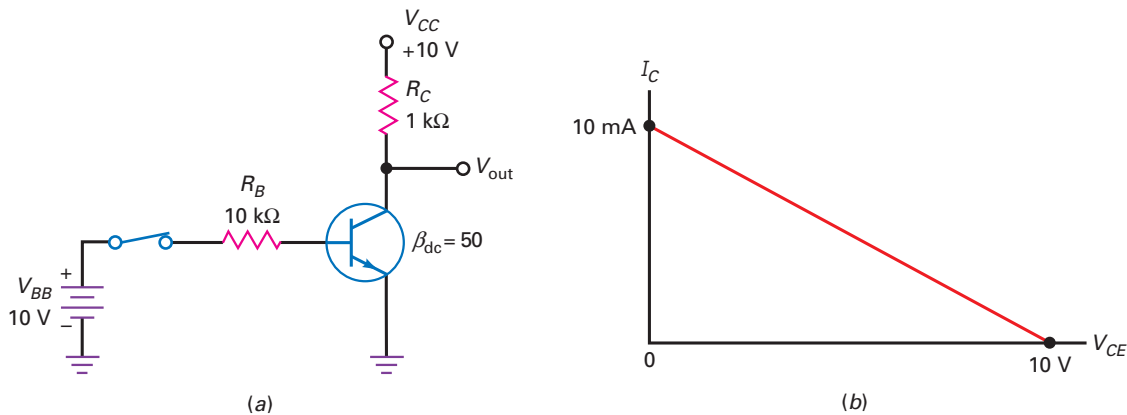 V_CC
+10 V
R_C
1 kΩ
V_out
R_B
10 kΩ
β_dc = 50
+
V_BB
10 V
−
(a)
I_C
10 mA
0
10 V
V_CE
(b)